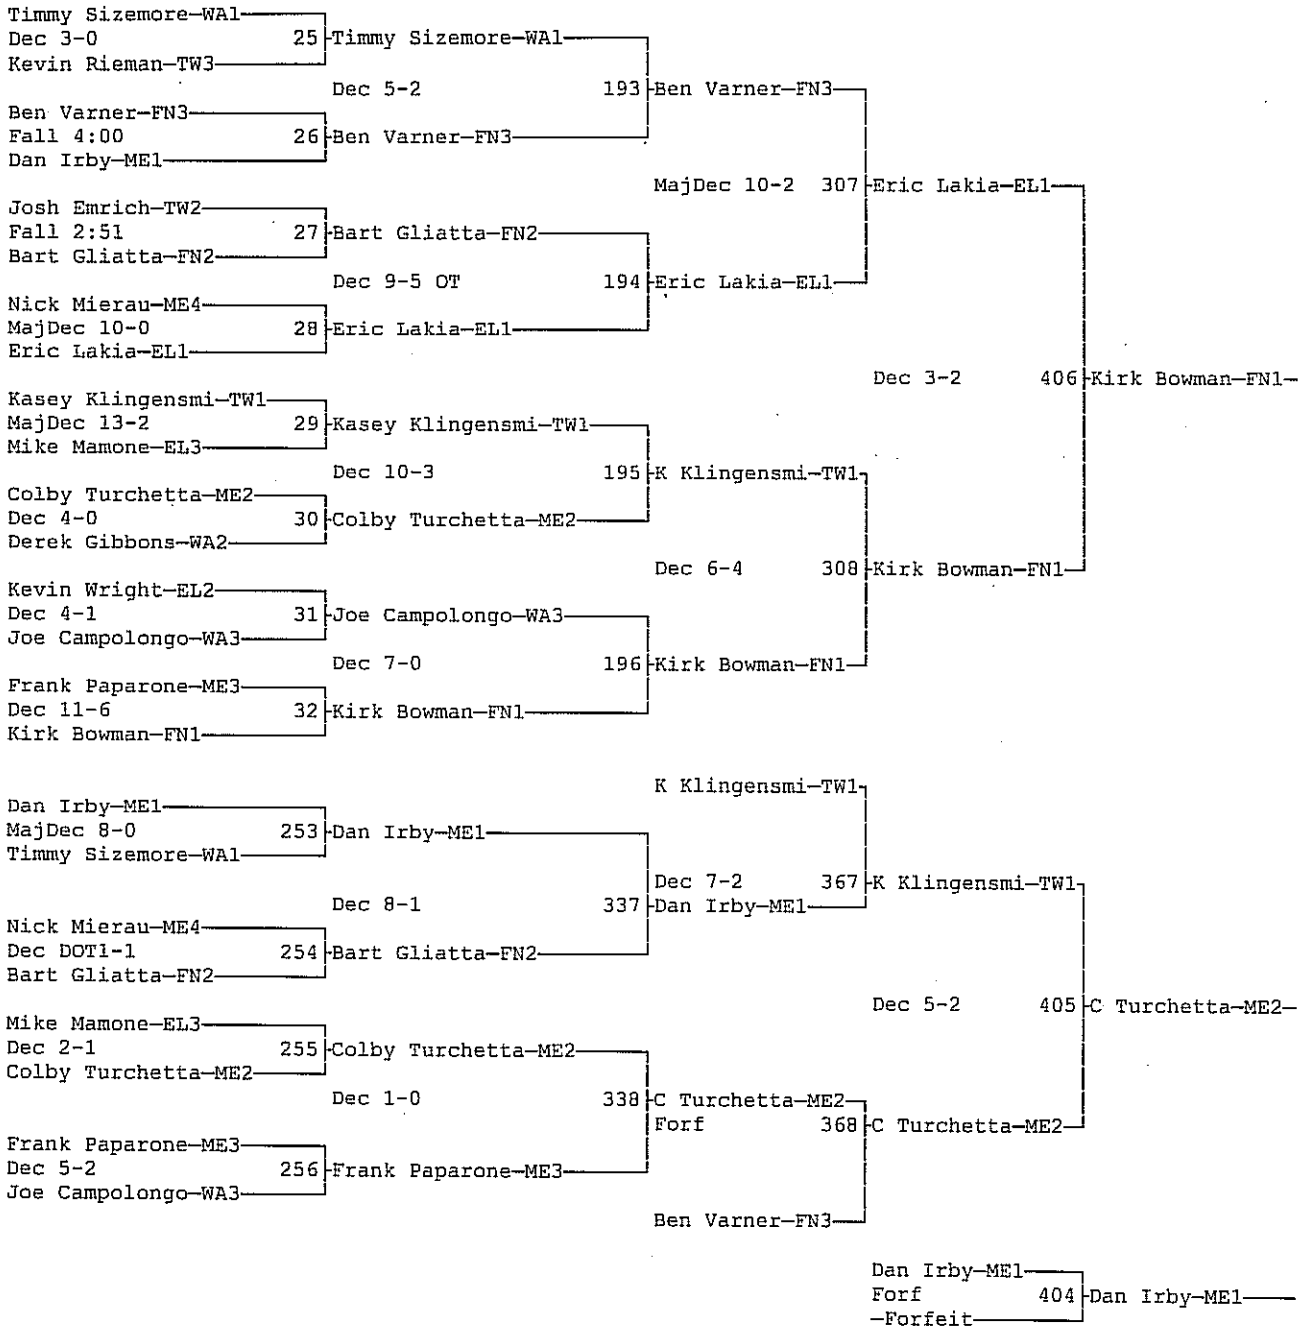 Timmy Sizemore-WA1
Dec 3-0 25 Timmy Sizemore-WA1
Kevin Rieman-TW3
Dec 5-2 193 Ben Varner-FN3
Ben Varner-FN3
Fall 4:00 26 Ben Varner-FN3
Dan Irby-ME1
MajDec 10-2 307 Eric Lakia-EL1
Josh Emrich-TW2
Fall 2:51 27 Bart Gliatta-FN2
Bart Gliatta-FN2
Dec 9-5 OT 194 Eric Lakia-EL1
Nick Mierau-ME4
MajDec 10-0 28 Eric Lakia-EL1
Eric Lakia-EL1
Dec 3-2 406 Kirk Bowman-FN1
Kasey Klingensmi-TW1
MajDec 13-2 29 Kasey Klingensmi-TW1
Mike Mamone-EL3
Dec 10-3 195 K Klingensmi-TW1
Colby Turchetta-ME2
Dec 4-0 30 Colby Turchetta-ME2
Derek Gibbons-WA2
Dec 6-4 308 Kirk Bowman-FN1
Kevin Wright-EL2
Dec 4-1 31 Joe Campolongo-WA3
Joe Campolongo-WA3
Dec 7-0 196 Kirk Bowman-FN1
Frank Paparone-ME3
Dec 11-6 32 Kirk Bowman-FN1
Kirk Bowman-FN1
K Klingensmi-TW1
Dan Irby-ME1
MajDec 8-0 253 Dan Irby-ME1
Timmy Sizemore-WA1
Dec 7-2 367 K Klingensmi-TW1
Dec 8-1 337 Dan Irby-ME1
Nick Mierau-ME4
Dec DOT1-1 254 Bart Gliatta-FN2
Bart Gliatta-FN2
Dec 5-2 405 C Turchetta-ME2
Mike Mamone-EL3
Dec 2-1 255 Colby Turchetta-ME2
Colby Turchetta-ME2
Dec 1-0 338 C Turchetta-ME2
Forf 368 C Turchetta-ME2
Frank Paparone-ME3
Dec 5-2 256 Frank Paparone-ME3
Joe Campolongo-WA3
Ben Varner-FN3
Dan Irby-ME1
Forf 404 Dan Irby-ME1
-Forfeit